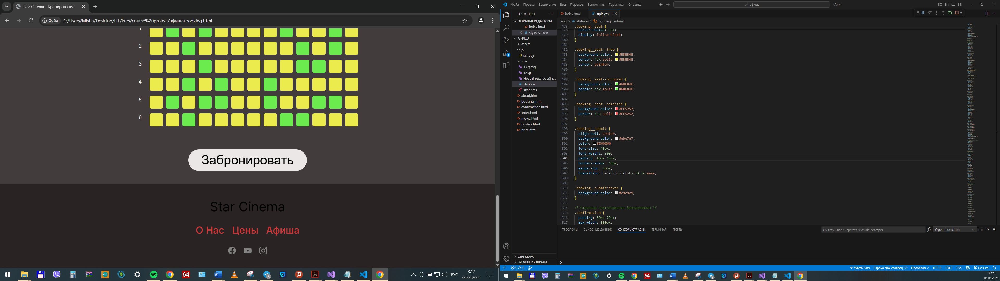 Star Cinema - Бронирование
Файл
C:/Users/Misha/Desktop/FIT/kurs/course%20project/афиша/booking.html
2
3
4
5
6
Забронировать
Star Cinema
О Нас Цены Афиша
64
6
РУС
3:12
05.05.2025
Файл Правка Выделение Вид Переход Выполнить Терминал Справка
афиша
ПРОВОДНИК
ОТКРЫТЫЕ РЕДАКТОРЫ
index.html
style.css scss
АФИША
assets
js
JS script.js
scss
1 (2).svg
1.svg
Новый текстовый д...
style.css
style.scss
about.html
booking.html
confirmation.html
index.html
movie.html
posters.html
price.html
СТРУКТУРА
ВРЕМЕННАЯ ШКАЛА
1
index.html
style.css
scss > # style.css > .booking__submit
475 .booking__seat {
478 border-radius: 5px;
479 display: inline-block;
480 }
481
482 .booking__seat--free {
483 background-color: #EBEB4E;
484 border: 4px solid #EBEB4E;
485 cursor: pointer;
486 }
487
488 .booking__seat--occupied {
489 background-color: #6BEB4E;
490 border: 4px solid #6BEB4E;
491 }
492
493 .booking__seat--selected {
494 background-color: #FF5252;
495 border: 4px solid #FF5252;
496 }
497
498 .booking__submit {
499 align-self: center;
500 background-color: #ebe7e7;
501 color: #000000;
502 font-size: 40px;
503 font-weight: 500;
504 padding: 10px 40px;
505 border-radius: 60px;
506 margin-top: 30px;
507 transition: background-color 0.3s ease;
508 }
509
510 .booking__submit:hover {
511 background-color: #c9c9c9;
512 }
513
514 /* Страница подтверждения бронирования */
515 .confirmation {
516 padding: 60px 20px;
517 max-width: 800px;
ПРОБЛЕМЫ ВЫХОДНЫЕ ДАННЫЕ КОНСОЛЬ ОТЛАДКИ ТЕРМИНАЛ ПОРТЫ
Фильтр (например: text, !exclude, \escape)
Open index.html
0 0
Watch Sass Строка 504, столбец 22 Пробелов: 2 UTF-8 CRLF CSS Go Live
64
6
3:12
05.05.2025